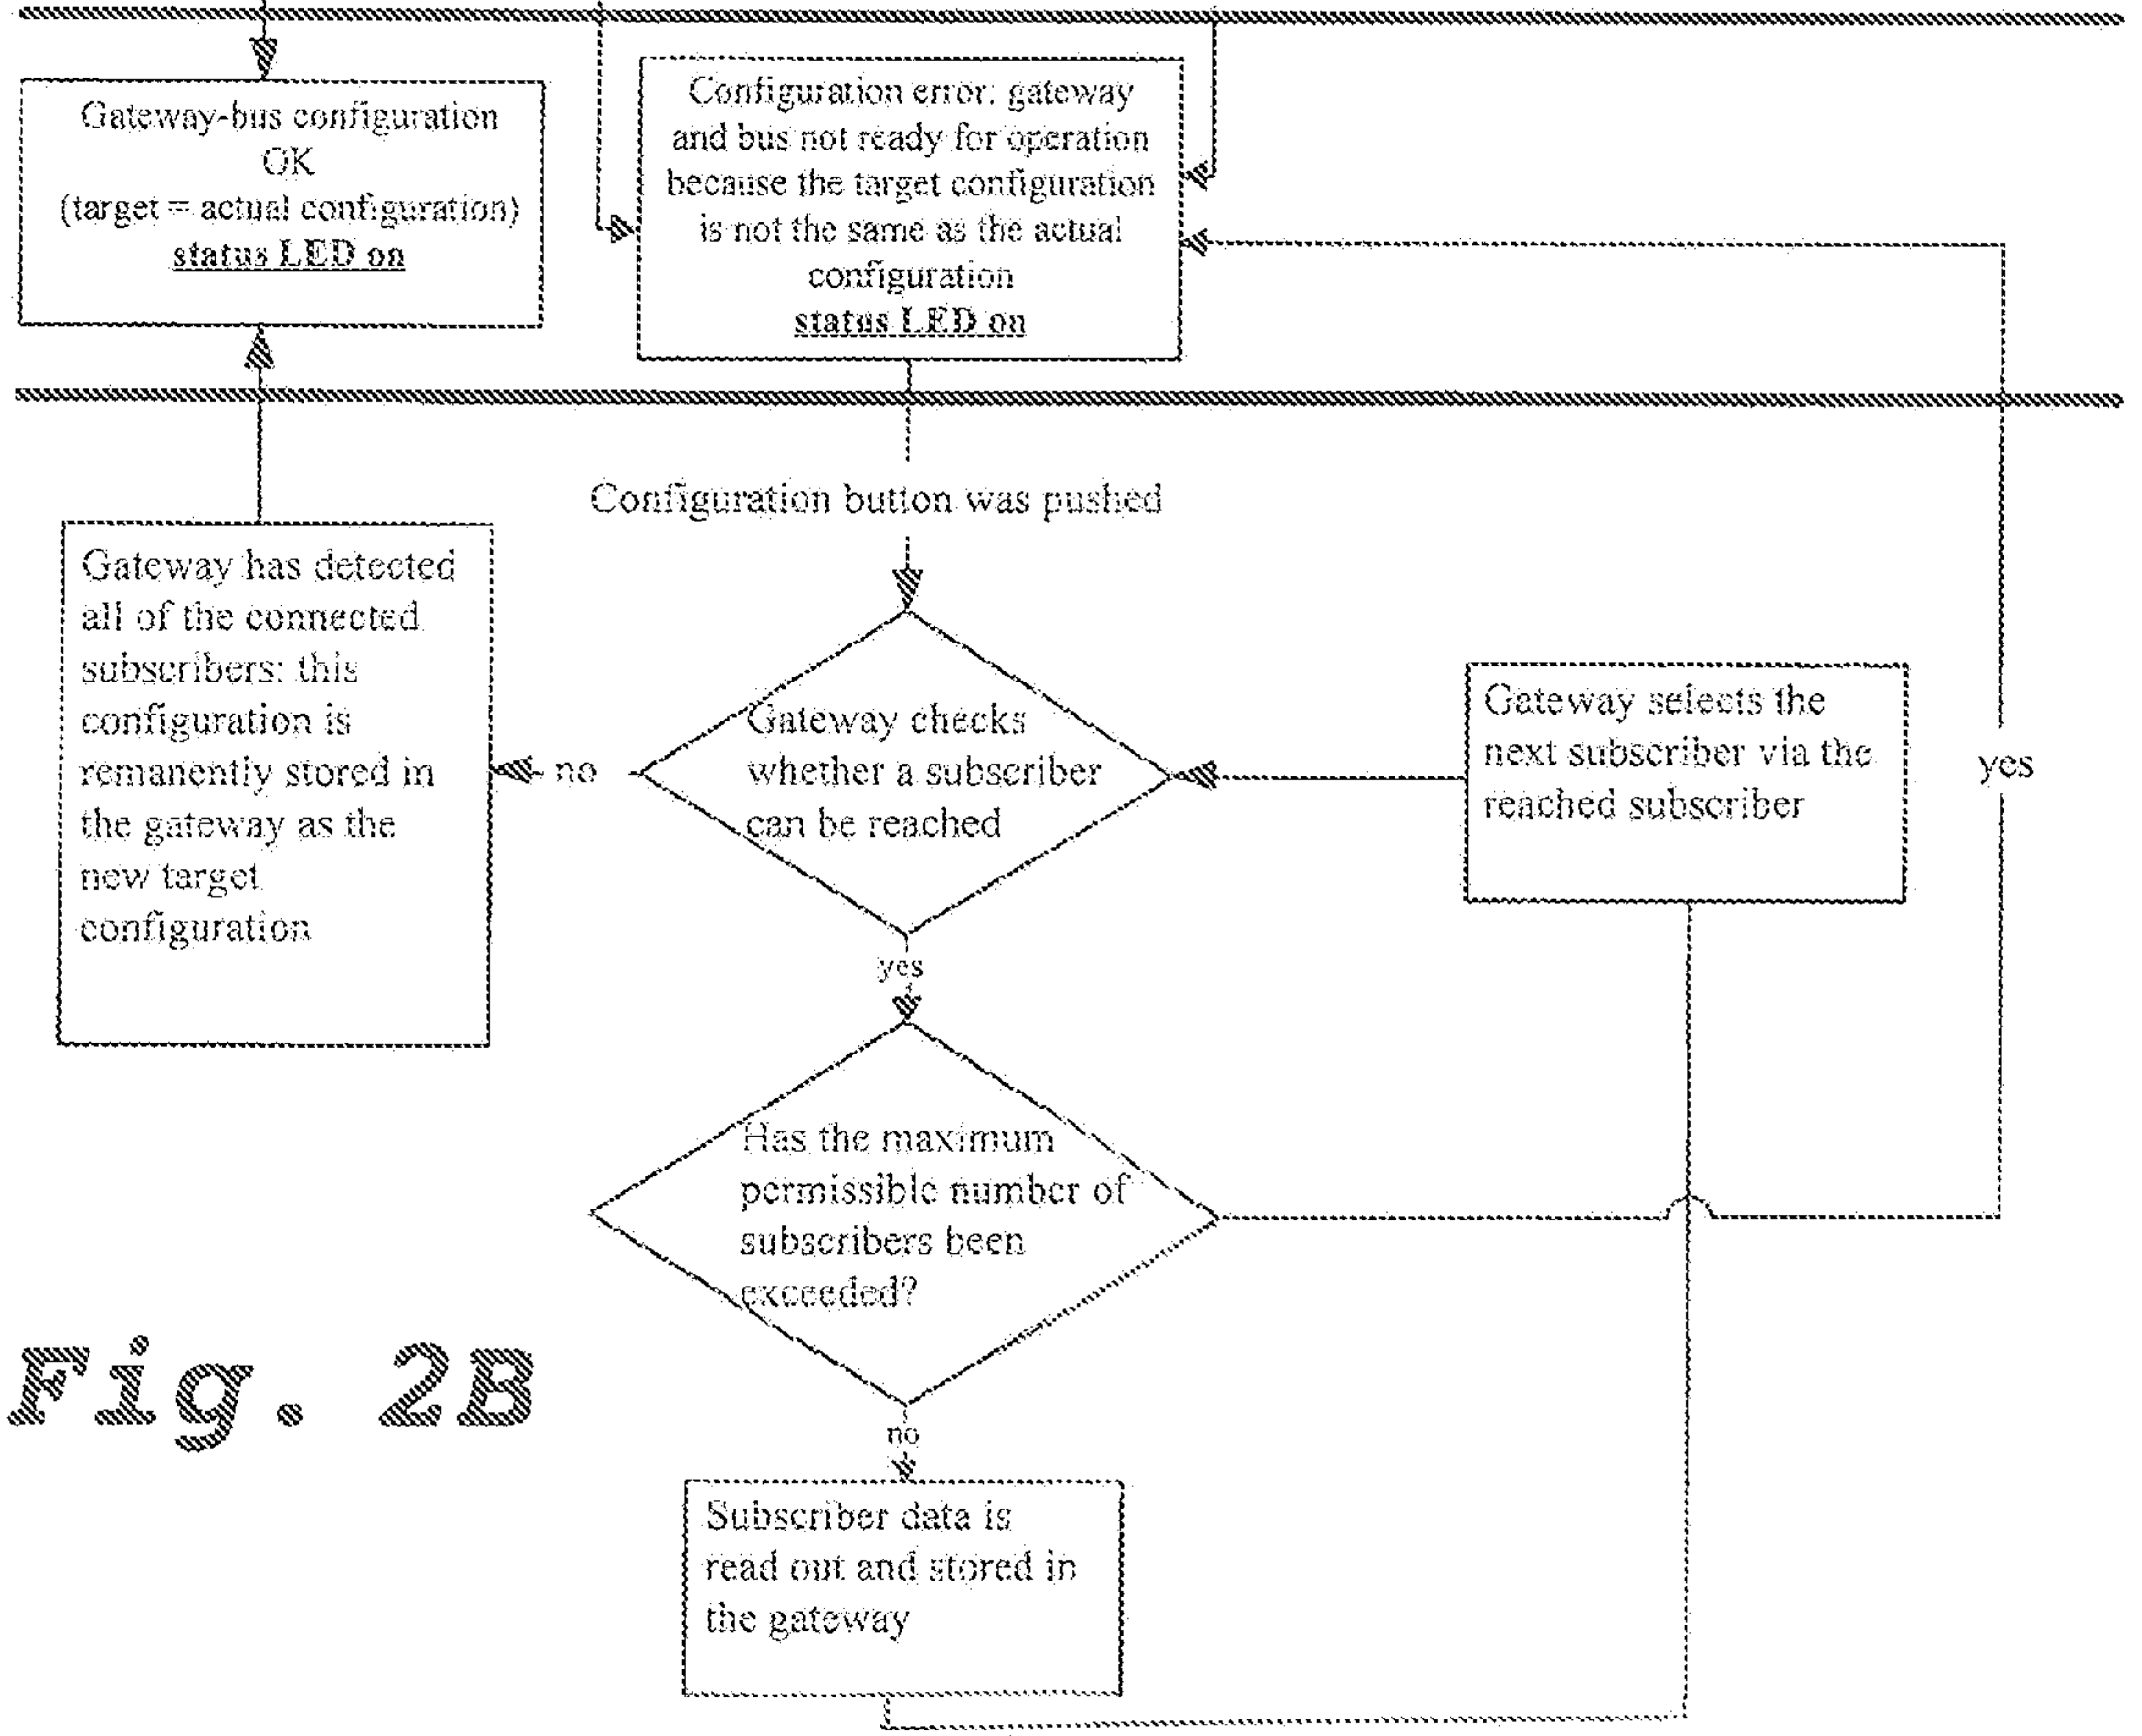 Gateway-bus configuration
OK
(target = actual configuration)
status LED on
Configuration error: gateway
and bus not ready for operation
because the target configuration
is not the same as the actual
configuration
status LED on
Configuration button was pushed
Gateway has detected
all of the connected
subscribers: this
configuration is
remanently stored in
the gateway as the
new target
configuration
no
Gateway checks
whether a subscriber
can be reached
Gateway selects the
next subscriber via the
reached subscriber
yes
yes
Has the maximum
permissible number of
subscribers been
exceeded?
no
Subscriber data is
read out and stored in
the gateway
Fig. 2B